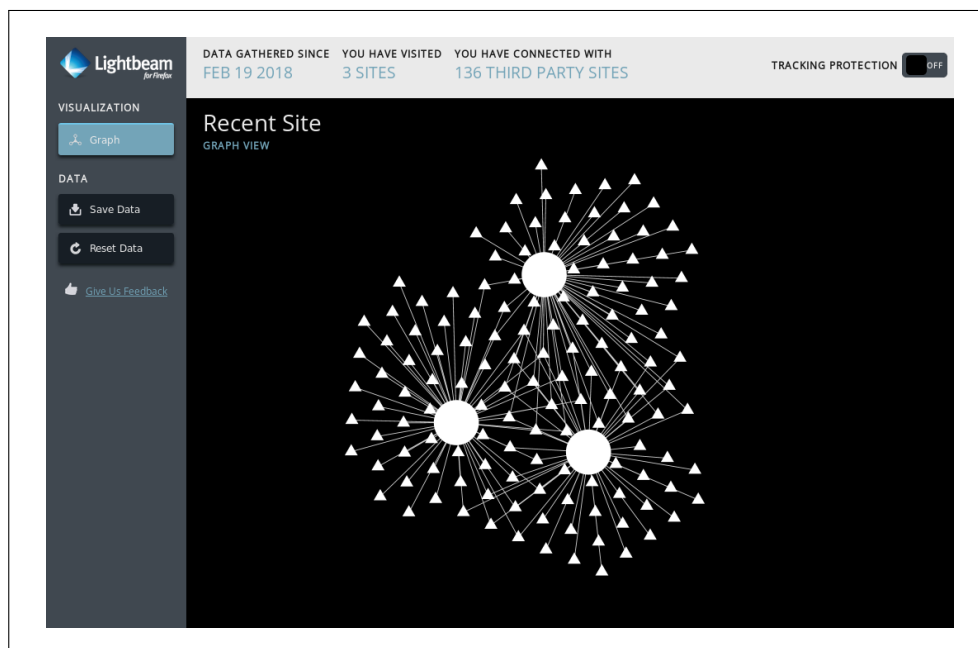 Lightbeam
for Firefox
DATA GATHERED SINCE
FEB 19 2018
YOU HAVE VISITED
3 SITES
YOU HAVE CONNECTED WITH
136 THIRD PARTY SITES
TRACKING PROTECTION OFF
VISUALIZATION
Graph
DATA
Save Data
Reset Data
Give Us Feedback
Recent Site
GRAPH VIEW